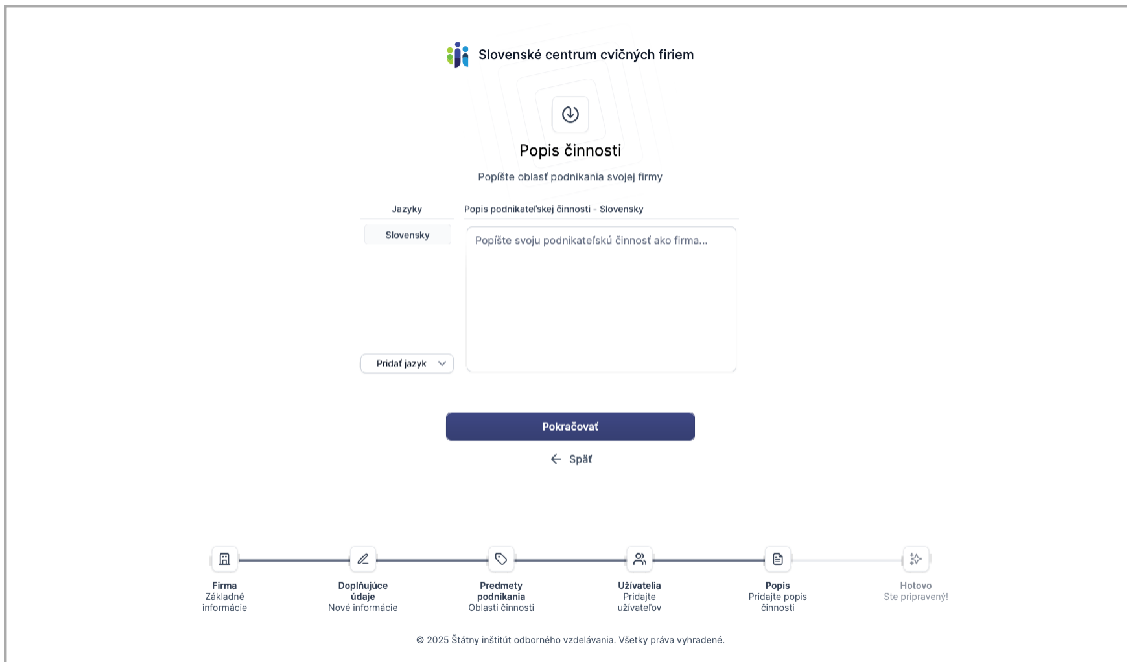 Slovenské centrum cvičných firiem
Popis činnosti
Popíšte oblasť podnikania svojej firmy
Jazyky
Popis podnikateľskej činnosti - Slovensky
Slovensky
Popíšte svoju podnikateľskú činnosť ako firma...
Pridať jazyk
Pokračovať
Späť
Firma
Základné
informácie
Doplňujúce
údaje
Nové informácie
Predmety
podnikania
Oblasti činnosti
Užívatelia
Pridajte
užívateľov
Popis
Pridajte popis
činnosti
Hotovo
Ste pripravený!
© 2025 Štátny inštitút odborného vzdelávania. Všetky práva vyhradené.